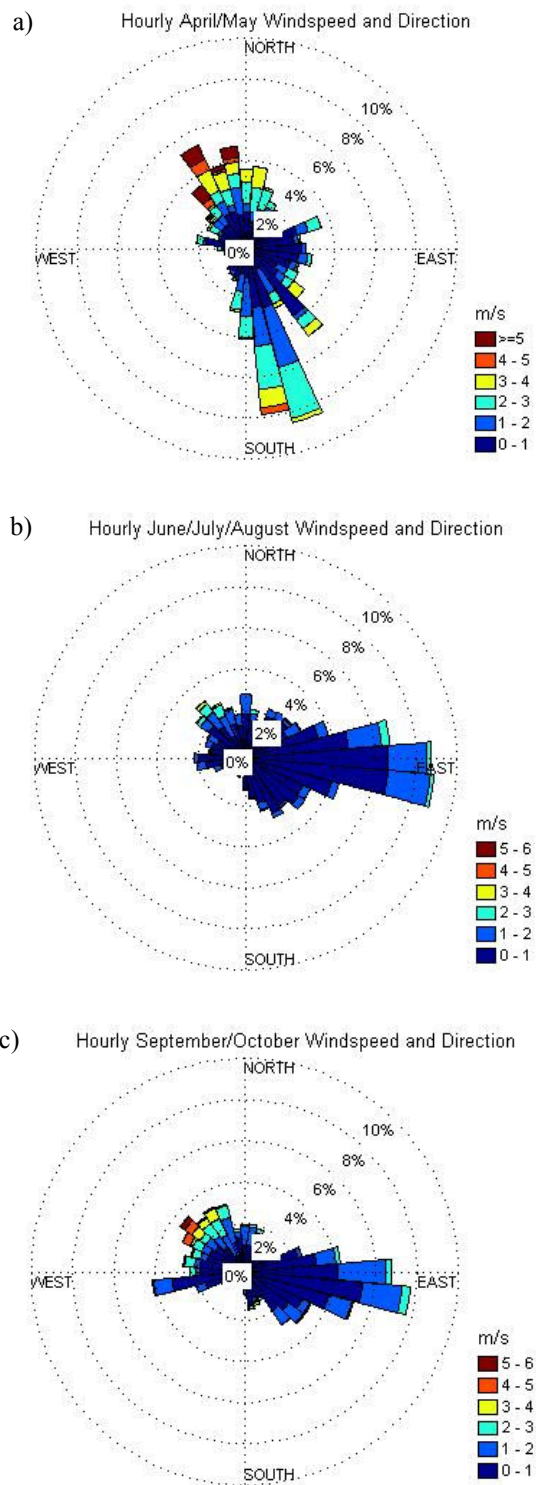 a)
Hourly April/May Windspeed and Direction
NORTH
10%
8%
6%
4%
2%
0%
WEST
EAST
SOUTH
m/s
>=5
4 - 5
3 - 4
2 - 3
1 - 2
0 - 1
b)
Hourly June/July/August Windspeed and Direction
NORTH
10%
8%
6%
4%
2%
0%
WEST
EAST
SOUTH
m/s
5 - 6
4 - 5
3 - 4
2 - 3
1 - 2
0 - 1
c)
Hourly September/October Windspeed and Direction
NORTH
10%
8%
6%
4%
2%
0%
WEST
EAST
SOUTH
m/s
5 - 6
4 - 5
3 - 4
2 - 3
1 - 2
0 - 1